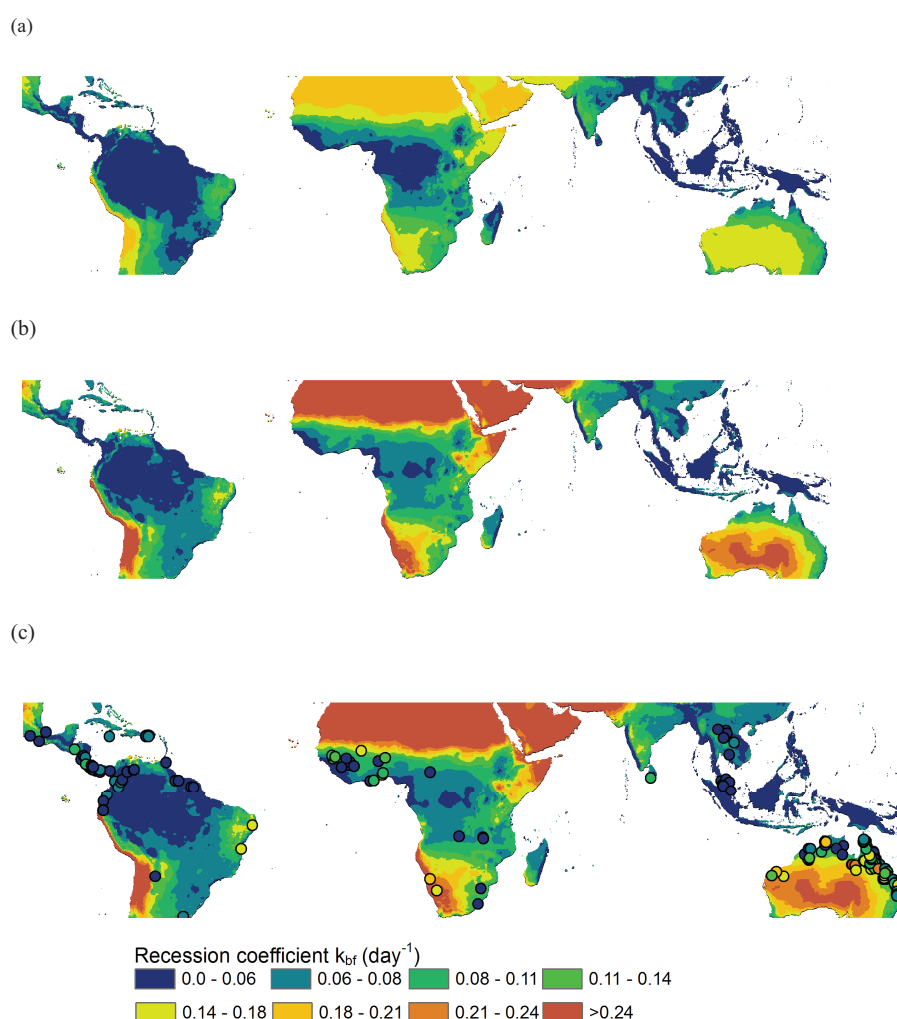 (a)
(b)
(c)
Recession coefficient k_bf (day⁻¹)
0.0 - 0.06 0.06 - 0.08 0.08 - 0.11 0.11 - 0.14
0.14 - 0.18 0.18 - 0.21 0.21 - 0.24 >0.24